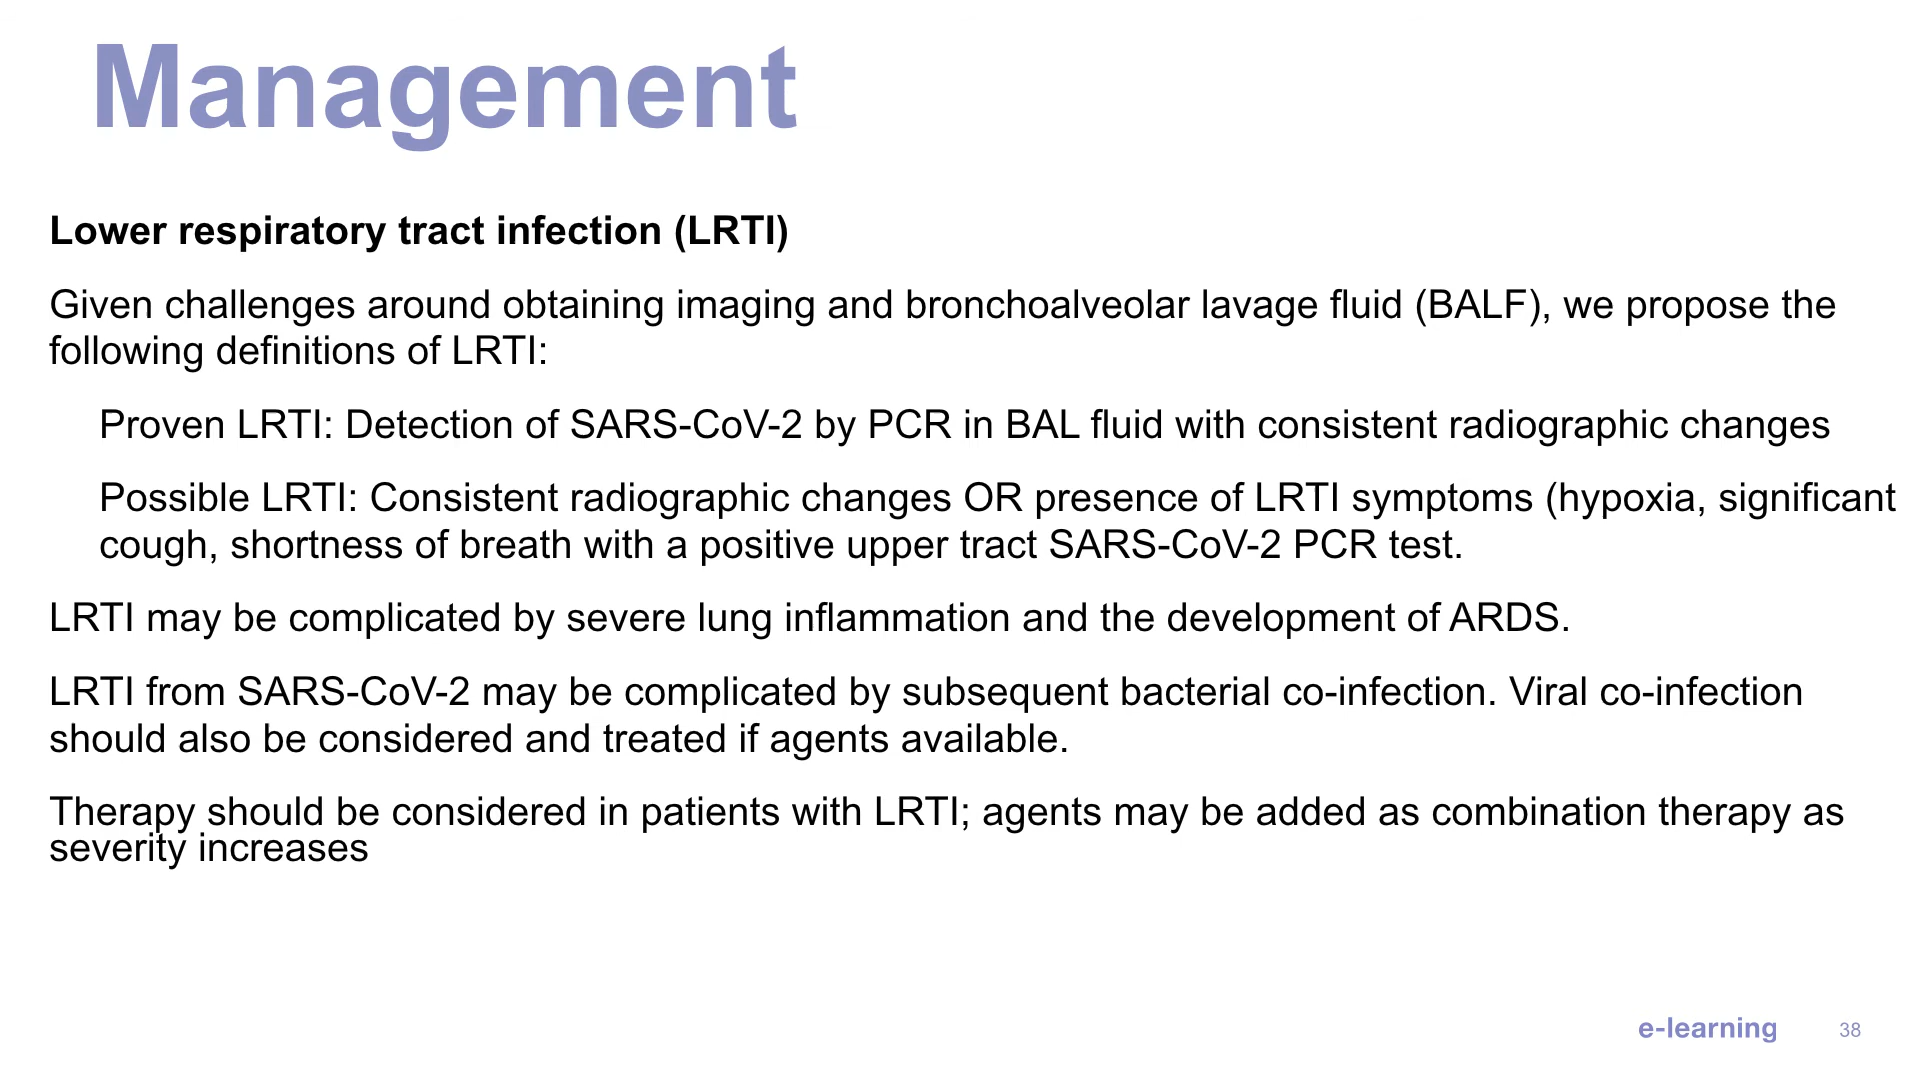 Management
Lower respiratory tract infection (LRTI)
Given challenges around obtaining imaging and bronchoalveolar lavage fluid (BALF), we propose the
following definitions of LRTI:
Proven LRTI: Detection of SARS-CoV-2 by PCR in BAL fluid with consistent radiographic changes
Possible LRTI: Consistent radiographic changes OR presence of LRTI symptoms (hypoxia, significant
cough, shortness of breath with a positive upper tract SARS-CoV-2 PCR test.
LRTI may be complicated by severe lung inflammation and the development of ARDS.
LRTI from SARS-CoV-2 may be complicated by subsequent bacterial co-infection. Viral co-infection
should also be considered and treated if agents available.
Therapy should be considered in patients with LRTI; agents may be added as combination therapy as
severity increases
e-learning 38